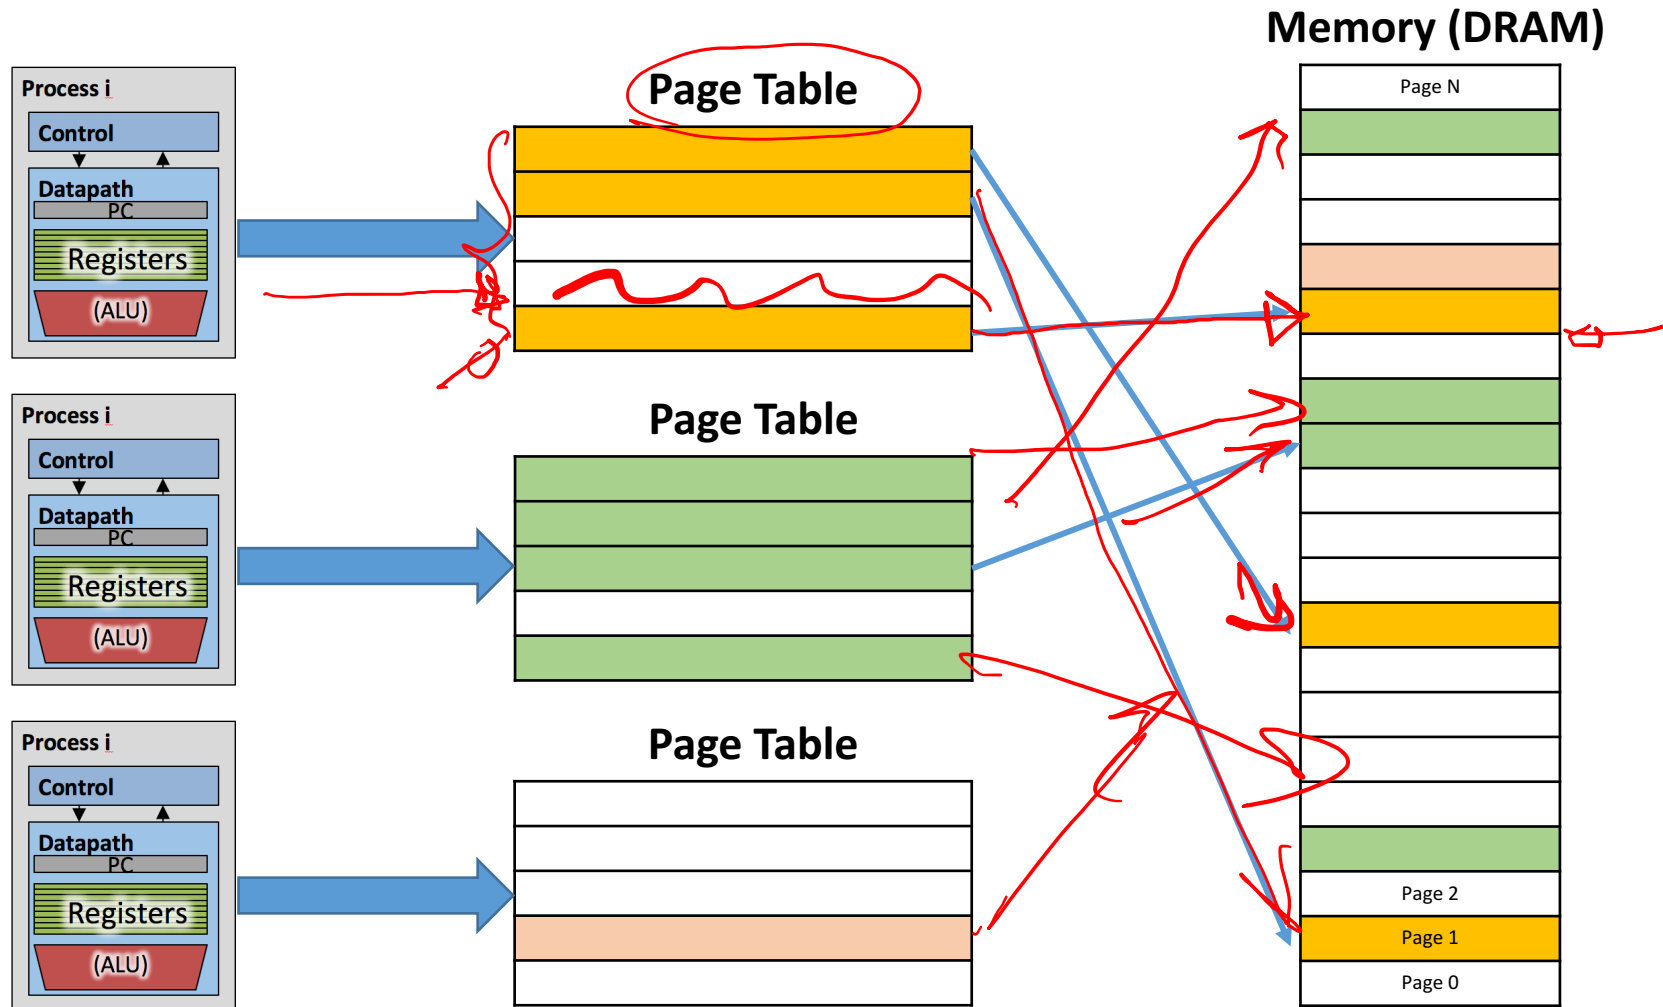 Memory (DRAM)
Process i
Control
Datapath
PC
Registers
(ALU)
Page Table
Process i
Control
Datapath
PC
Registers
(ALU)
Page Table
Process i
Control
Datapath
PC
Registers
(ALU)
Page Table
Page N
Page 2
Page 1
Page 0